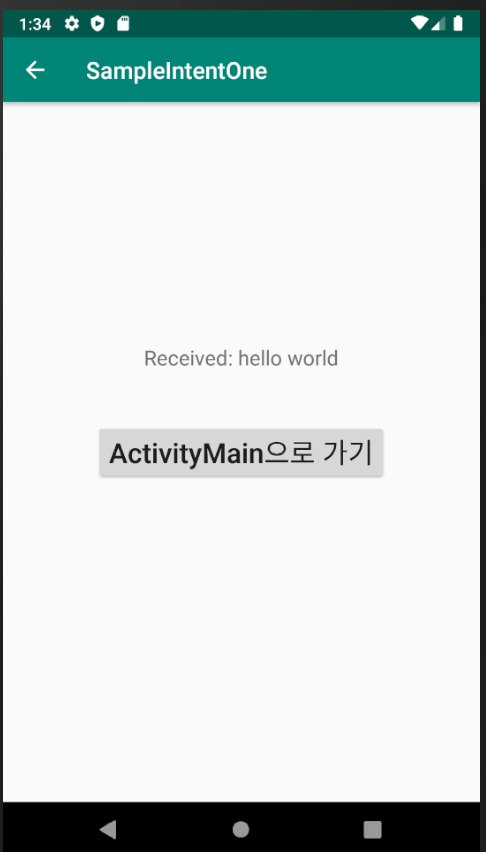 1:34
SampleIntentOne
Received: hello world
ActivityMain으로 가기